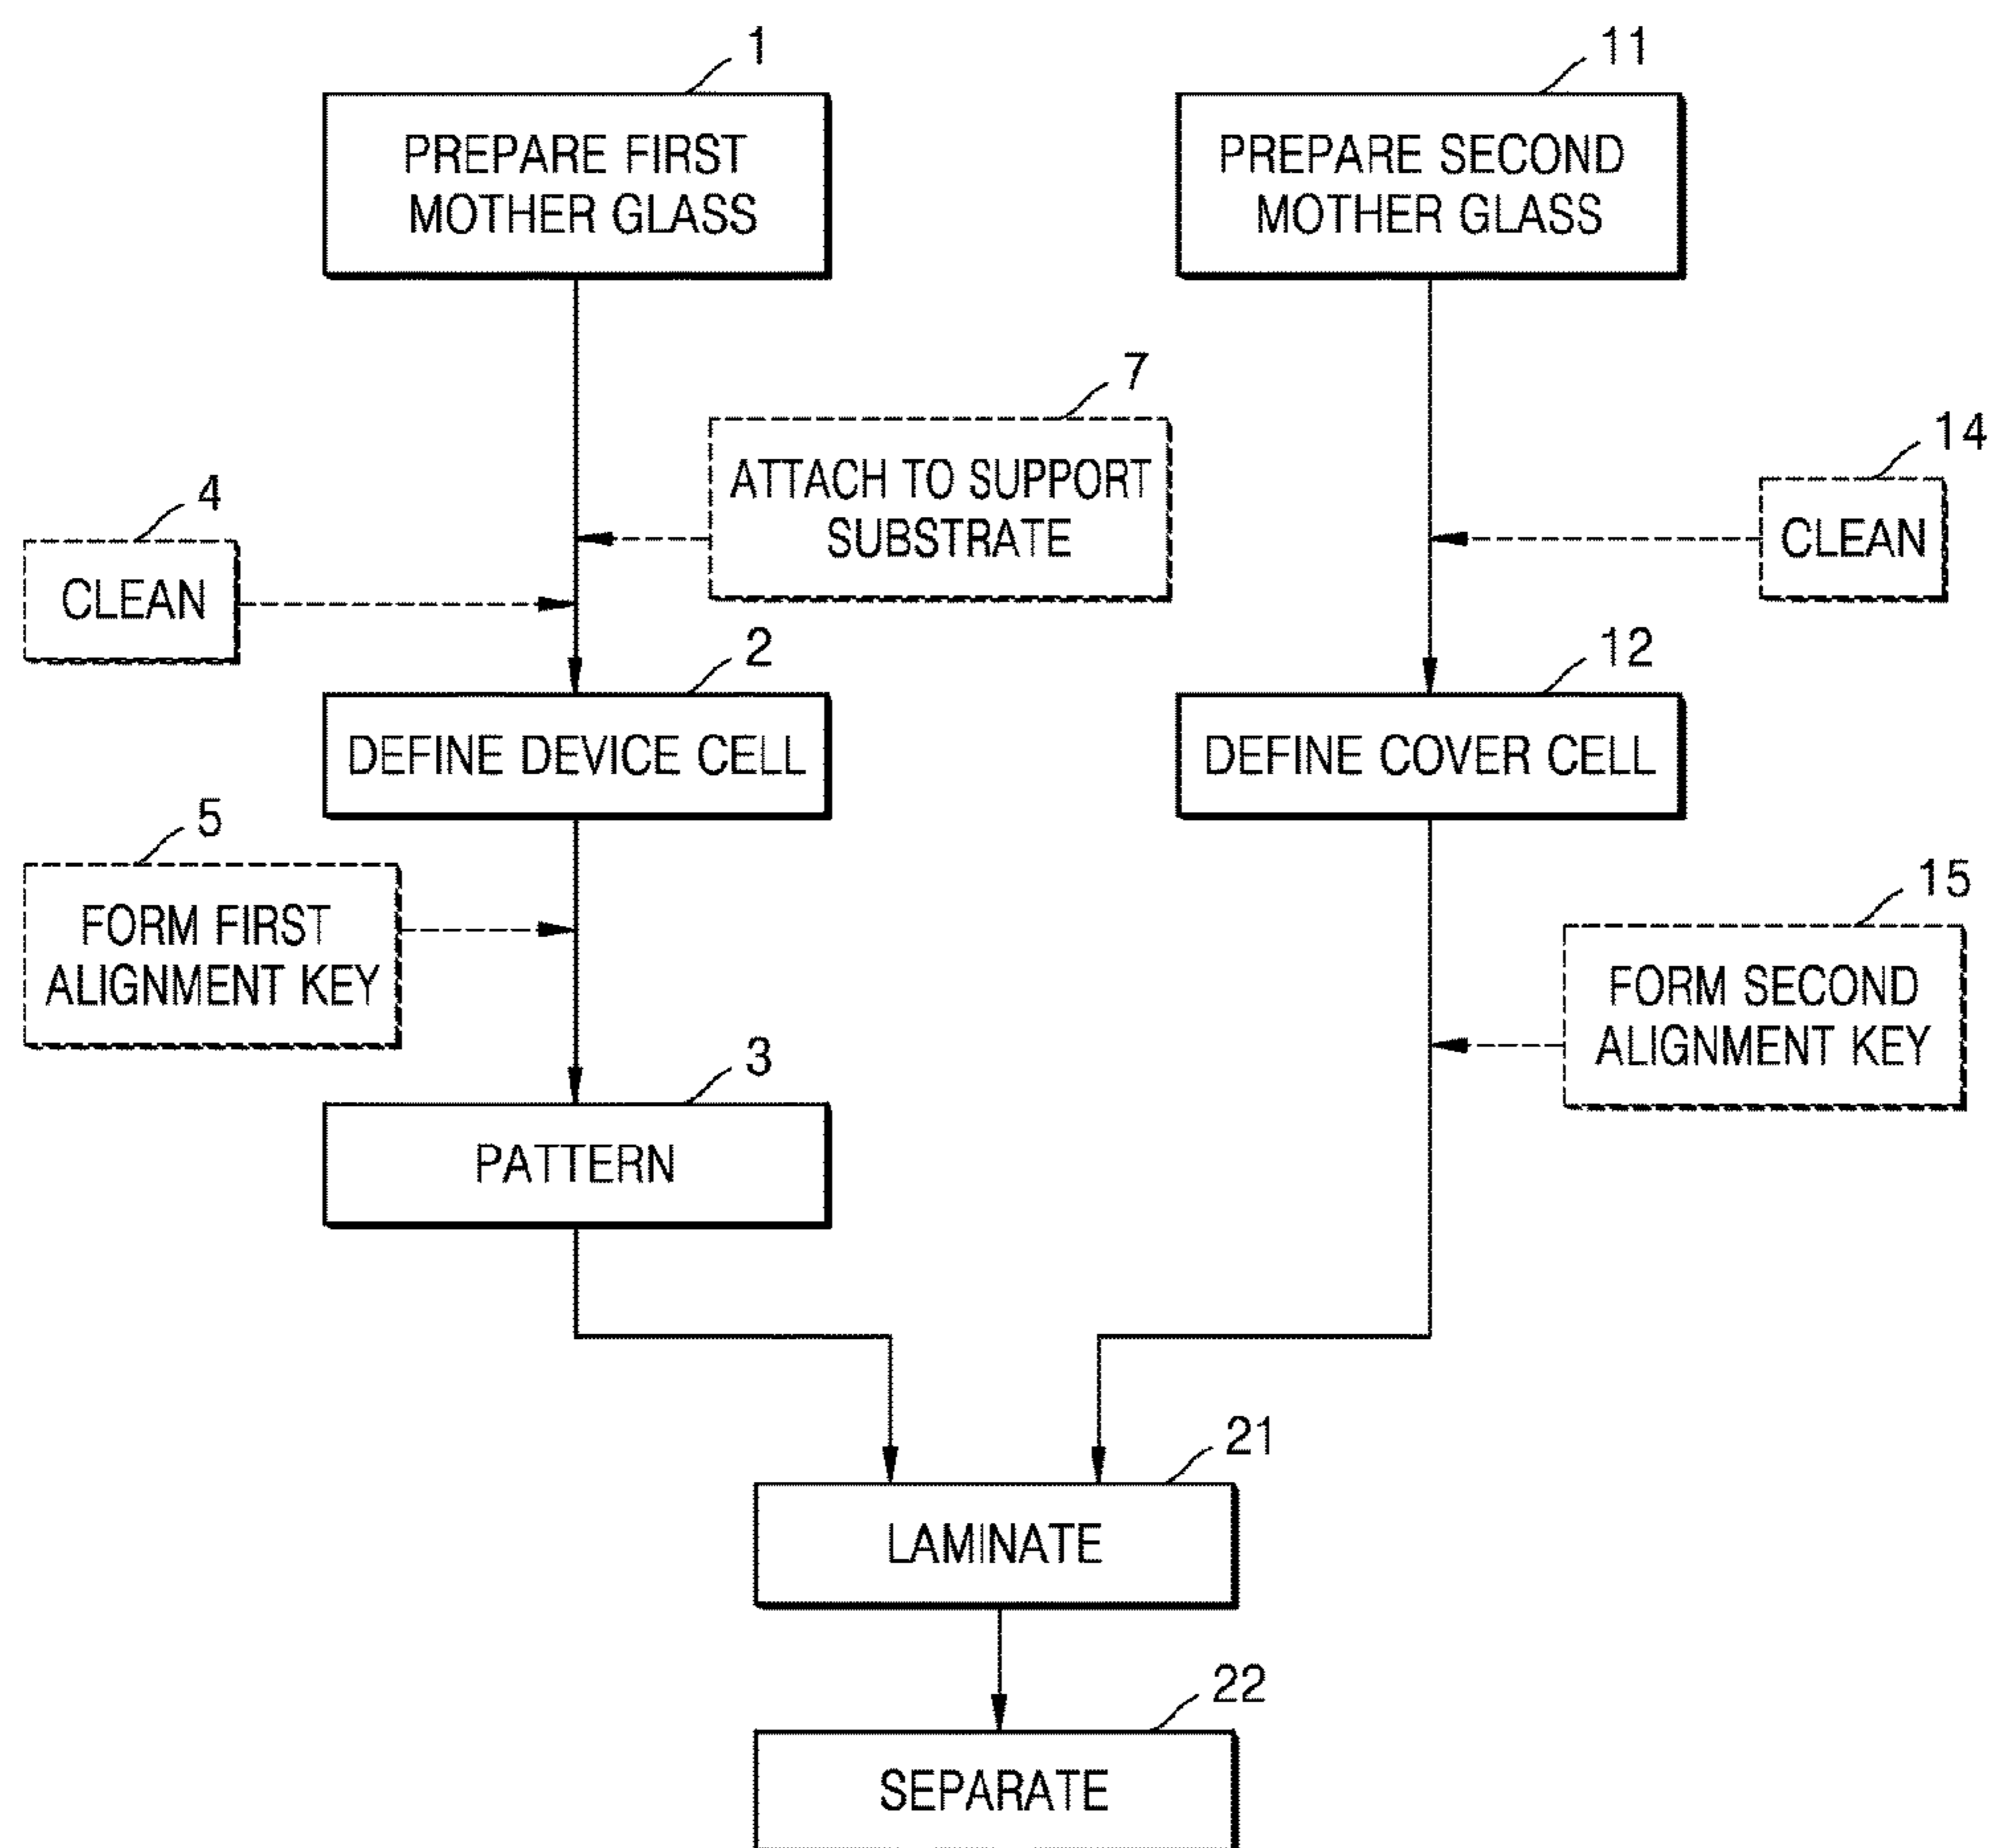 1
PREPARE FIRST
MOTHER GLASS
11
PREPARE SECOND
MOTHER GLASS
7
ATTACH TO SUPPORT
SUBSTRATE
14
CLEAN
4
CLEAN
2
DEFINE DEVICE CELL
12
DEFINE COVER CELL
5
FORM FIRST
ALIGNMENT KEY
15
FORM SECOND
ALIGNMENT KEY
3
PATTERN
21
LAMINATE
22
SEPARATE